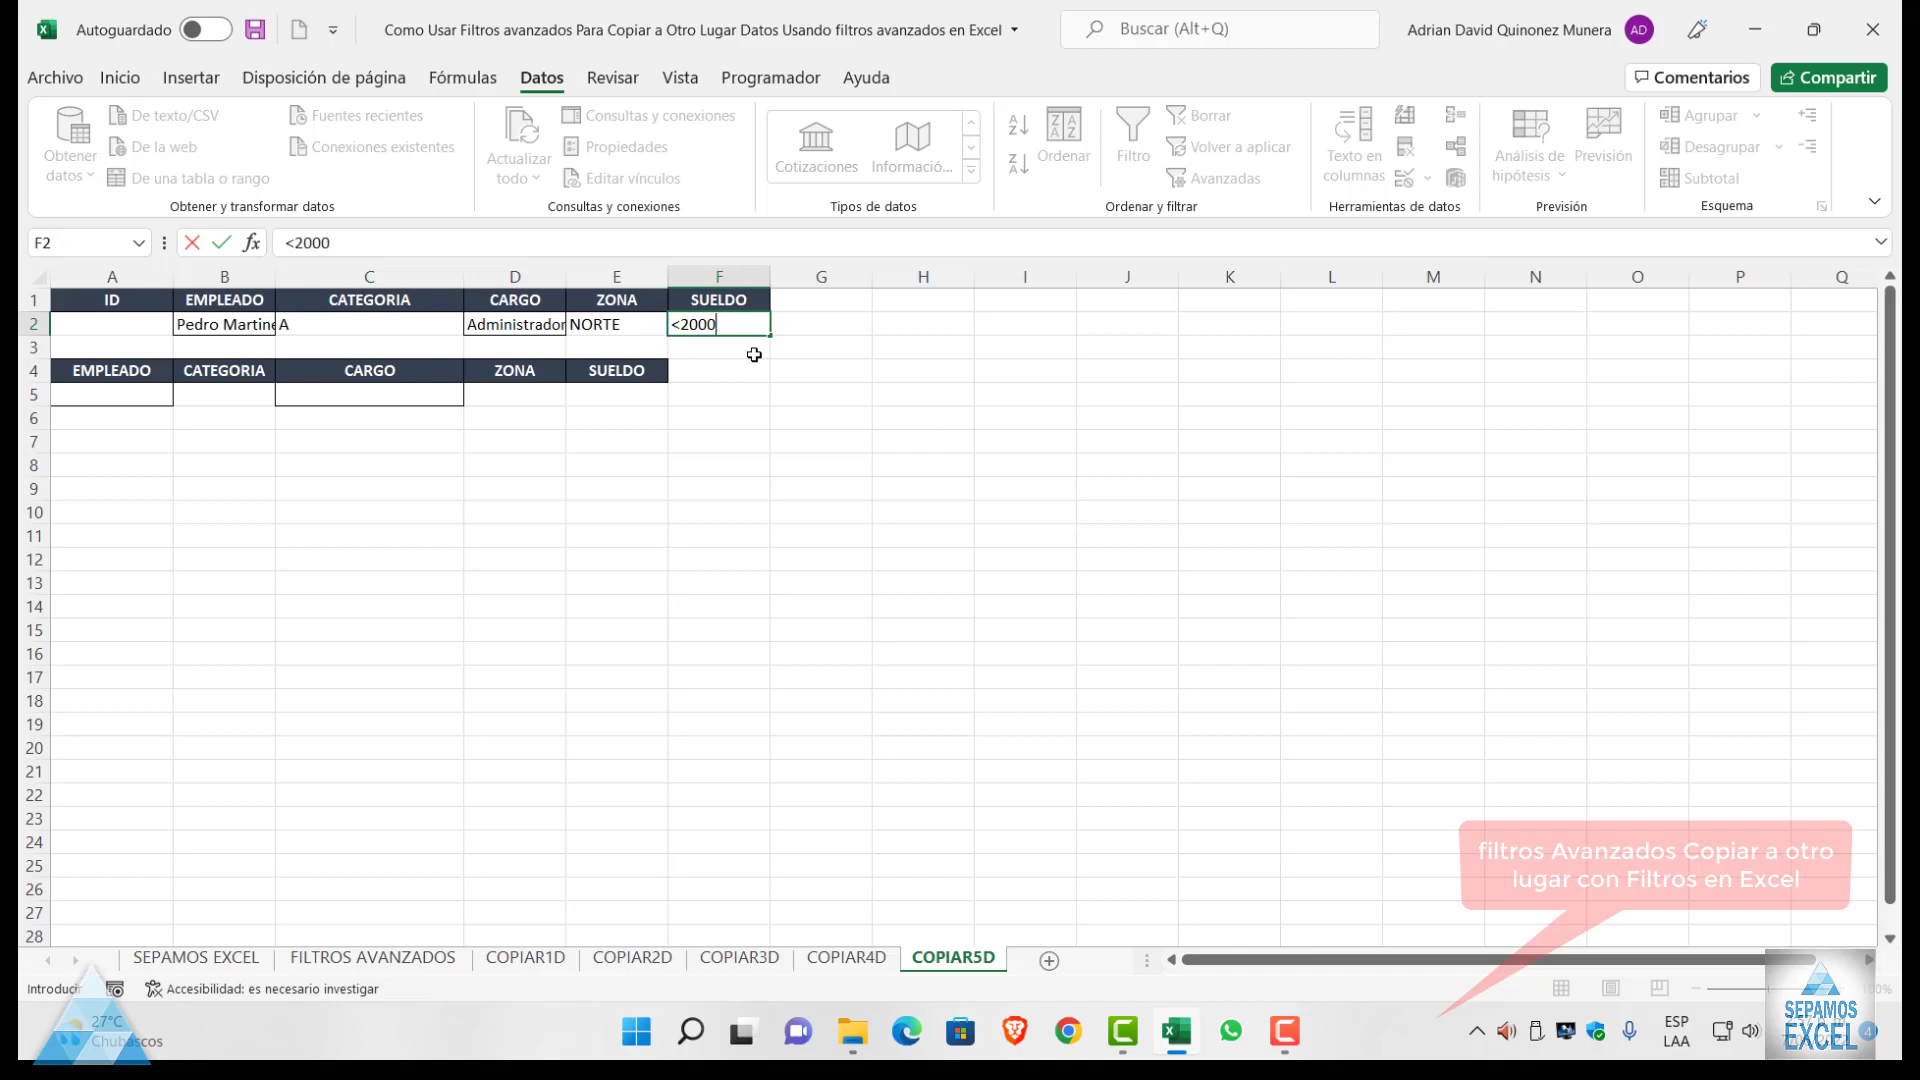 Autoguardado
Como Usar Filtros avanzados Para Copiar a Otro Lugar Datos Usando filtros avanzados en Excel
Buscar (Alt+Q)
Adrian David Quinonez Munera
AD
Archivo Inicio Insertar Disposición de página Fórmulas Datos Revisar Vista Programador Ayuda
Comentarios
Compartir
Obtener datos
De texto/CSV
De la web
De una tabla o rango
Fuentes recientes
Conexiones existentes
Obtener y transformar datos
Actualizar todo
Consultas y conexiones
Propiedades
Editar vínculos
Consultas y conexiones
Cotizaciones
Informació...
Tipos de datos
Ordenar
Filtro
Borrar
Volver a aplicar
Avanzadas
Ordenar y filtrar
Texto en columnas
Herramientas de datos
Análisis de hipótesis
Previsión
Previsión
Agrupar
Desagrupar
Subtotal
Esquema
F2
fx
<2000
A B C D E F G H I J K L M N O P Q
1 ID EMPLEADO CATEGORIA CARGO ZONA SUELDO
2 Pedro Martine A Administrador NORTE <2000
3
4 EMPLEADO CATEGORIA CARGO ZONA SUELDO
5
6
7
8
9
10
11
12
13
14
15
16
17
18
19
20
21
22
23
24
25
26
27
28
filtros Avanzados Copiar a otro
lugar con Filtros en Excel
SEPAMOS EXCEL FILTROS AVANZADOS COPIAR1D COPIAR2D COPIAR3D COPIAR4D COPIAR5D
Accesibilidad: es necesario investigar
27°C
Chubascos
ESP
LAA
SEPAMOS
EXCEL